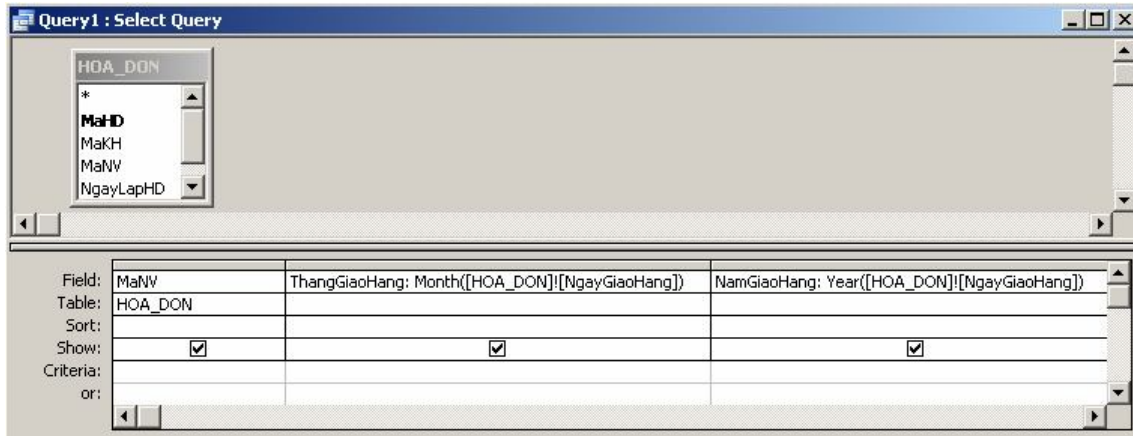 Query1 : Select Query
HOA_DON
*
MaHD
MaKH
MaNV
NgayLapHD
Field: MaNV ThangGiaoHang: Month([HOA_DON]![NgayGiaoHang]) NamGiaoHang: Year([HOA_DON]![NgayGiaoHang])
Table: HOA_DON
Sort:
Show:
Criteria:
or: